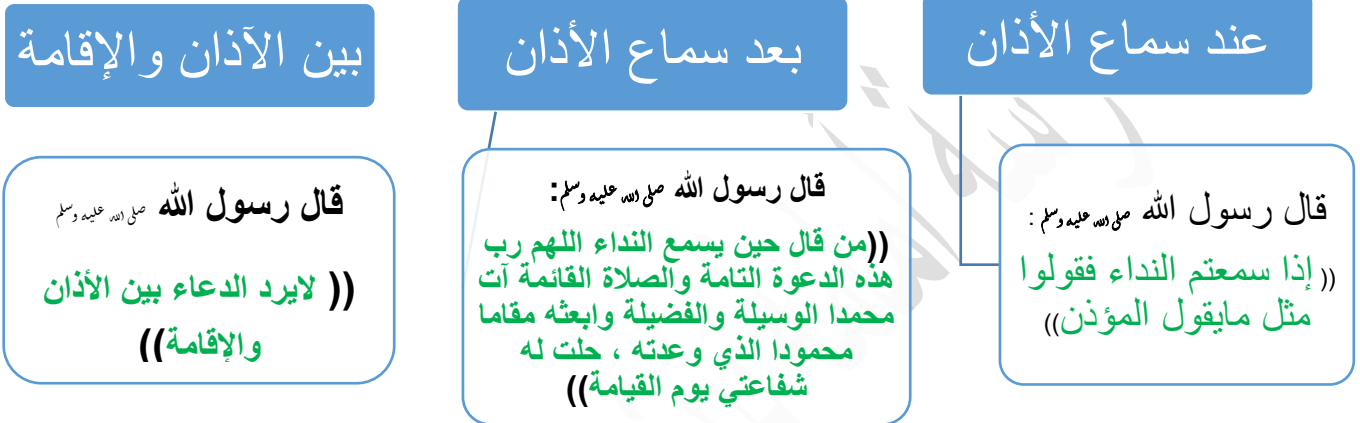 عند سماع الأذان
قال رسول الله صلى الله عليه وسلم :
((إذا سمعتم النداء فقولوا
مثل مايقول المؤذن))
بعد سماع الأذان
قال رسول الله صلى الله عليه وسلم:
((من قال حين يسمع النداء اللهم رب
هذه الدعوة التامة والصلاة القائمة آت
محمدا الوسيلة والفضيلة وابعثه مقاما
محمودا الذي وعدته ، حلت له
شفاعتي يوم القيامة))
بين الآذان والإقامة
قال رسول الله صلى الله عليه وسلم
(( لايرد الدعاء بين الأذان
والإقامة))